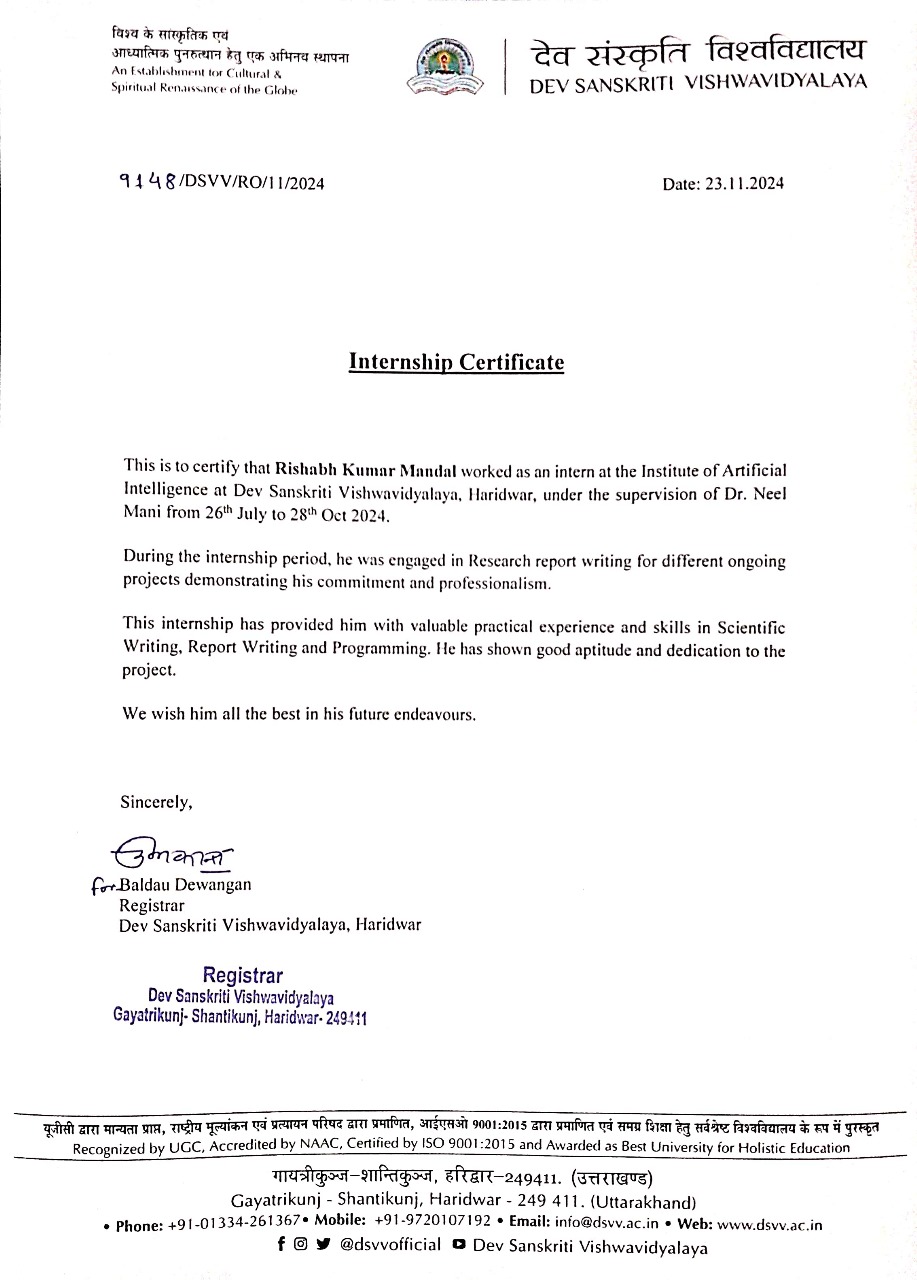 विश्व के सांस्कृतिक एवं
आध्यात्मिक पुनरुत्थान हेतु एक अभिनव स्थापना
An Establishment for Cultural &
Spiritual Renaissance of the Globe
देव संस्कृति विश्वविद्यालय
DEV SANSKRITI VISHWAVIDYALAYA
9148/DSVV/RO/11/2024
Date: 23.11.2024
Internship Certificate
This is to certify that Rishabh Kumar Mandal worked as an intern at the Institute of Artificial
Intelligence at Dev Sanskriti Vishwavidyalaya, Haridwar, under the supervision of Dr. Neel
Mani from 26th July to 28th Oct 2024.
During the internship period, he was engaged in Research report writing for different ongoing
projects demonstrating his commitment and professionalism.
This internship has provided him with valuable practical experience and skills in Scientific
Writing, Report Writing and Programming. He has shown good aptitude and dedication to the
project.
We wish him all the best in his future endeavours.
Sincerely,
for Baldau Dewangan
Registrar
Dev Sanskriti Vishwavidyalaya, Haridwar
Registrar
Dev Sanskriti Vishwavidyalaya
Gayatrikunj- Shantikunj, Haridwar- 249411
यूजीसी द्वारा मान्यता प्राप्त, राष्ट्रीय मूल्यांकन एवं प्रत्यायन परिषद द्वारा प्रमाणित, आईएसओ 9001:2015 द्वारा प्रमाणित एवं समग्र शिक्षा हेतु सर्वश्रेष्ठ विश्वविद्यालय के रूप में पुरस्कृत
Recognized by UGC, Accredited by NAAC, Certified by ISO 9001:2015 and Awarded as Best University for Holistic Education
गायत्रीकुञ्ज–शान्तिकुञ्ज, हरिद्वार–249411. (उत्तराखण्ड)
Gayatrikunj - Shantikunj, Haridwar - 249 411. (Uttarakhand)
• Phone: +91-01334-261367• Mobile: +91-9720107192 • Email: info@dsvv.ac.in • Web: www.dsvv.ac.in
@dsvvofficial Dev Sanskriti Vishwavidyalaya